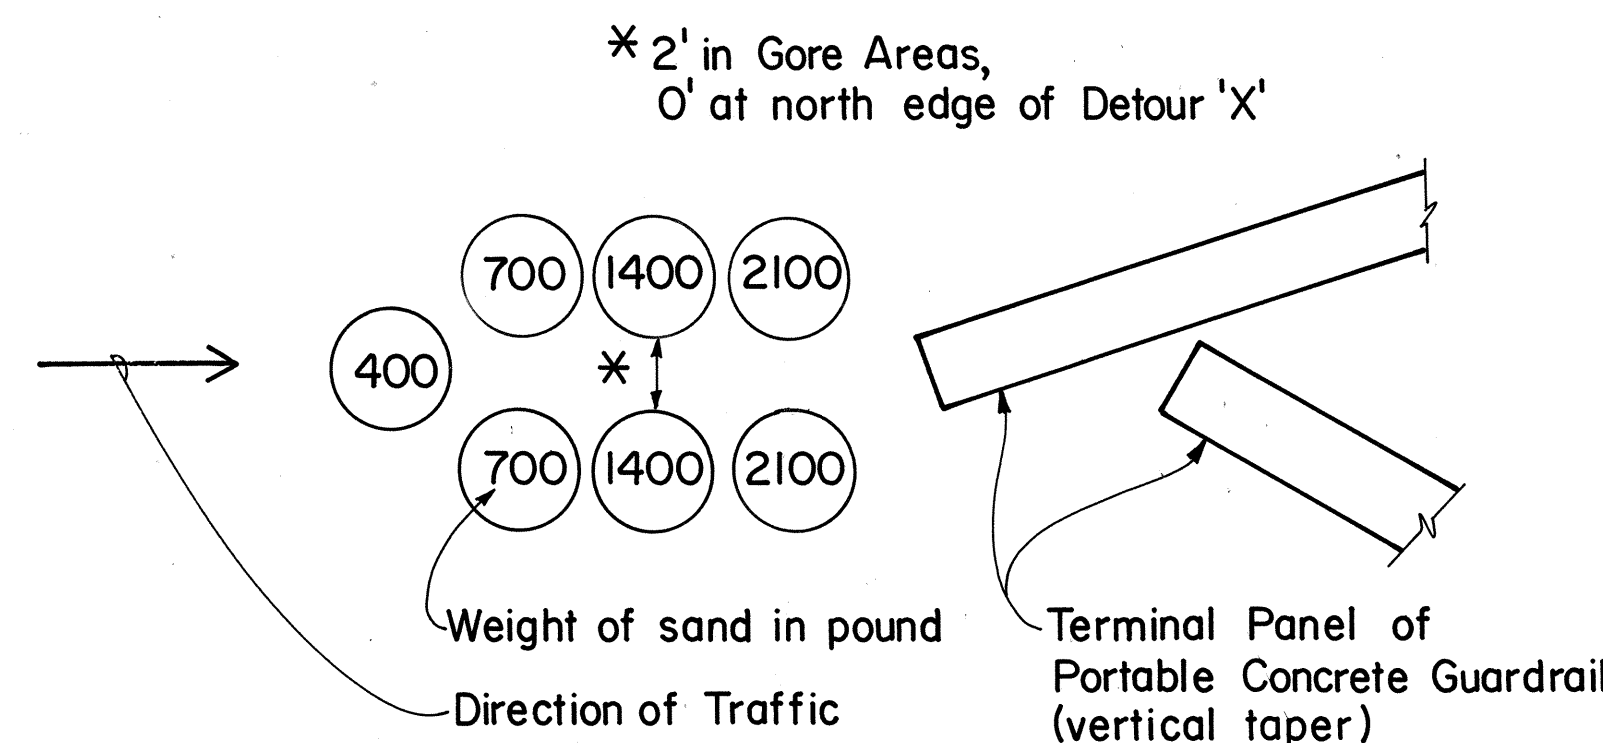 * 2' in Gore Areas,
0' at north edge of Detour 'X'
700 1400 2100
400
*
700 1400 2100
Weight of sand in pound
Direction of Traffic
Terminal Panel of
Portable Concrete Guardrail
(vertical taper)